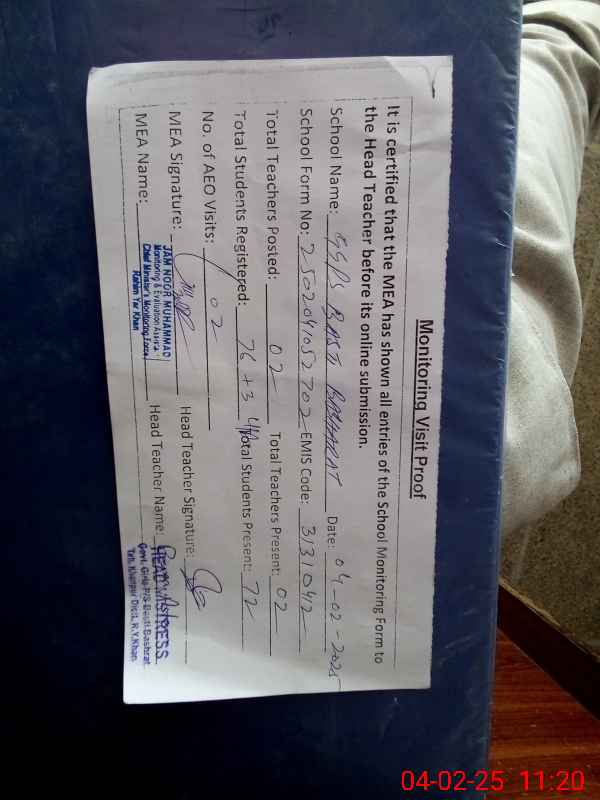 Monitoring Visit Proof
It is certified that the MEA has shown all entries of the School Monitoring Form to
the Head Teacher before its online submission.
School Name: GGPS BASTI BASHARAT Date: 04-02-2025
School Form No: 2502041052702 EMIS Code: 31310412
Total Teachers Posted: 02 Total Teachers Present: 02
Total Students Registered: 76+3 Total Students Present: 72
No. of AEO Visits: 02
MEA Signature: Head Teacher Signature:
MEA Name: Head Teacher Name:
JAM NOOR MUHAMMAD
Monitoring & Evaluation Assistt
Chief Minister's Monitoring Force
Rahim Yar Khan
HEAD MISTRESS
Govt. Girls P/S Basti Basharat
Teh. Khanpur Distt. R.Y.Khan
04-02-25 11:20